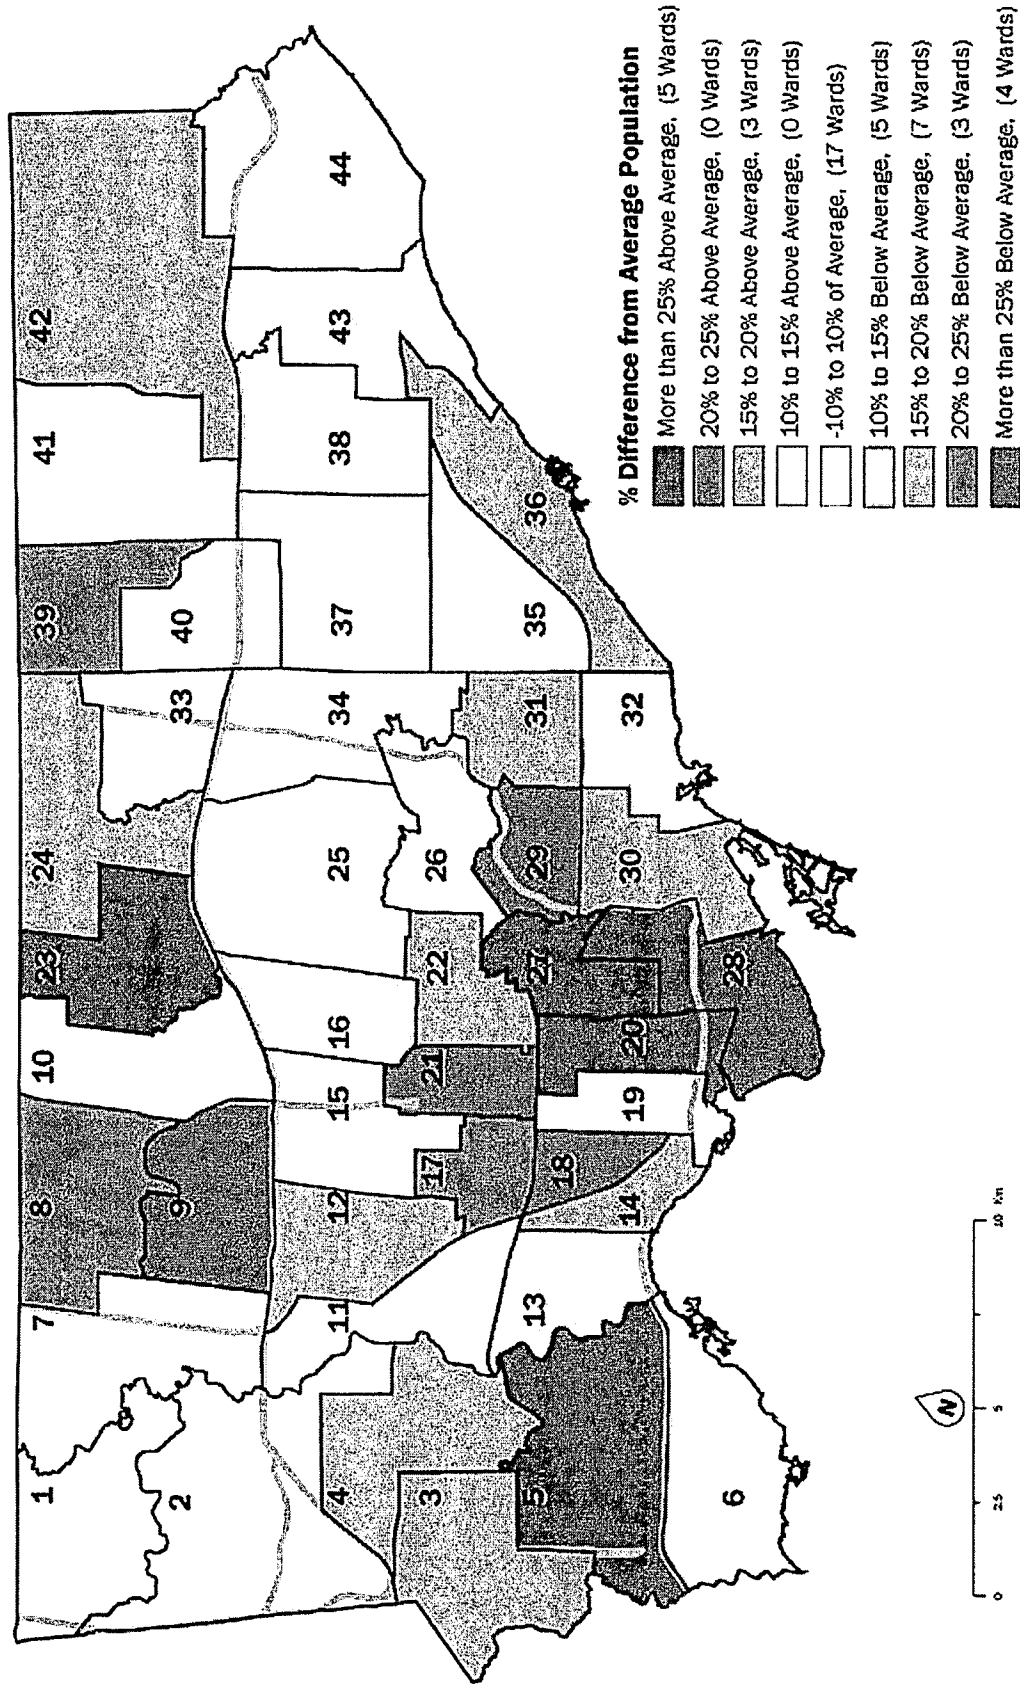 1 7 8 10 23 24 39 41 42
2 9 33 40
4 11 12 15 16 25 34 37 38 43 44
3 17 21 22 26
5 13 18 27 29 31 35 36
14 19 20 30 32
6 28
% Difference from Average Population
More than 25% Above Average, (5 Wards)
20% to 25% Above Average, (0 Wards)
15% to 20% Above Average, (3 Wards)
10% to 15% Above Average, (0 Wards)
-10% to 10% of Average, (17 Wards)
10% to 15% Below Average, (5 Wards)
15% to 20% Below Average, (7 Wards)
20% to 25% Below Average, (3 Wards)
More than 25% Below Average, (4 Wards)
N
0 2.5 5 10 Km